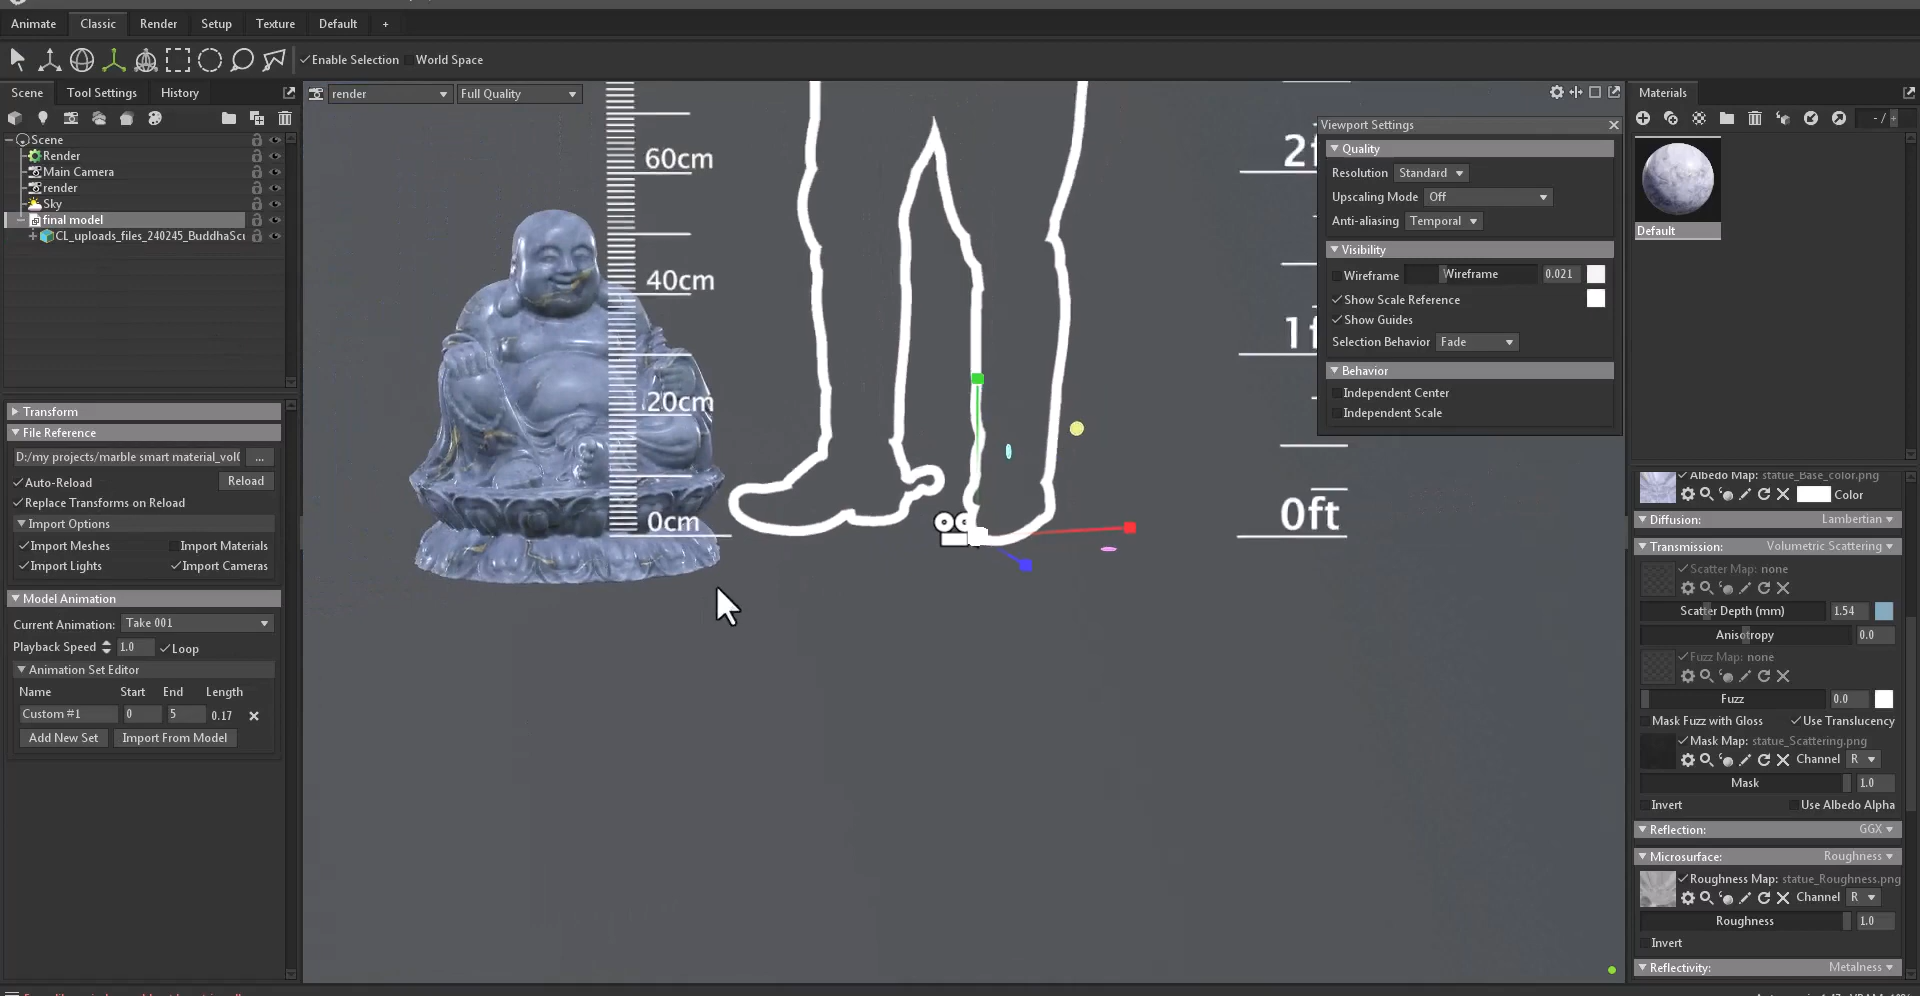 Animate Classic Render Setup Texture Default +
Enable Selection World Space
Scene Tool Settings History
render Full Quality
Materials
Scene
Render
Main Camera
render
Sky
final model
CL_uploads_files_240245_BuddhaScu
Transform
File Reference
D:/my projects/marble smart material_vol( ...
Auto-Reload Reload
Replace Transforms on Reload
Import Options
Import Meshes Import Materials
Import Lights Import Cameras
Model Animation
Current Animation: Take 001
Playback Speed 1.0 Loop
Animation Set Editor
Name Start End Length
Custom #1 0 5 0.17
Add New Set Import From Model
60cm
40cm
20cm
0cm
2f
1f
0ft
Viewport Settings
Quality
Resolution Standard
Upscaling Mode Off
Anti-aliasing Temporal
Visibility
Wireframe Wireframe 0.021
Show Scale Reference
Show Guides
Selection Behavior Fade
Behavior
Independent Center
Independent Scale
- / +
Default
Albedo Map: statue_Base_color.png
Color
Diffusion: Lambertian
Transmission: Volumetric Scattering
Scatter Map: none
Scatter Depth (mm) 1.54
Anisotropy 0.0
Fuzz Map: none
Fuzz 0.0
Mask Fuzz with Gloss Use Translucency
Mask Map: statue_Scattering.png
Channel R
Mask 1.0
Invert Use Albedo Alpha
Reflection: GGX
Microsurface: Roughness
Roughness Map: statue_Roughness.png
Channel R
Roughness 1.0
Invert
Reflectivity: Metalness